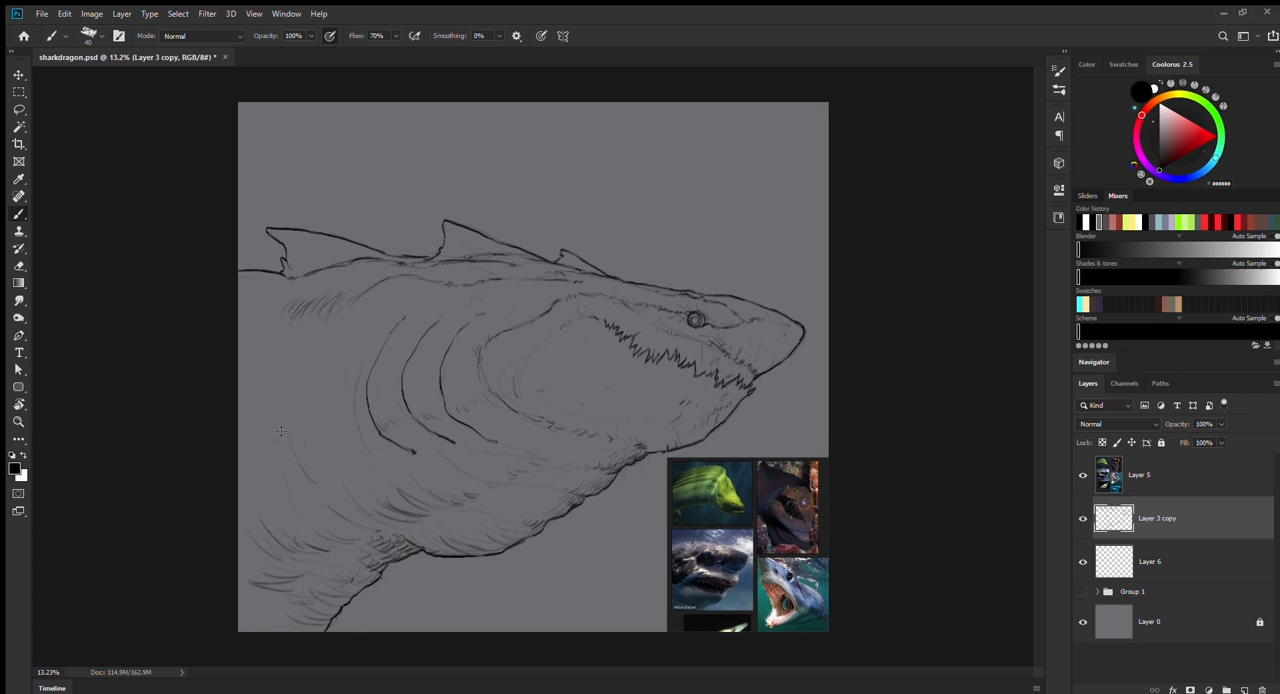 Ps File Edit Image Layer Type Select Filter 3D View Window Help
40 Mode: Normal Opacity: 100% Flow: 70% Smoothing: 0%
sharkdragon.psd @ 13.2% (Layer 3 copy, RGB/8#) * ×
Color Swatches Coolorus 2.5
# 000000
Sliders Mixers
Color history
Blender Auto Sample
Shades & tones Auto Sample
Swatches
Scheme Auto Sample
Navigator
Layers Channels Paths
Kind
Normal Opacity: 100%
Lock: Fill: 100%
Layer 5
Layer 3 copy
Layer 6
Group 1
Layer 0
13.23% Doc: 114.9M/162.9M
Timeline